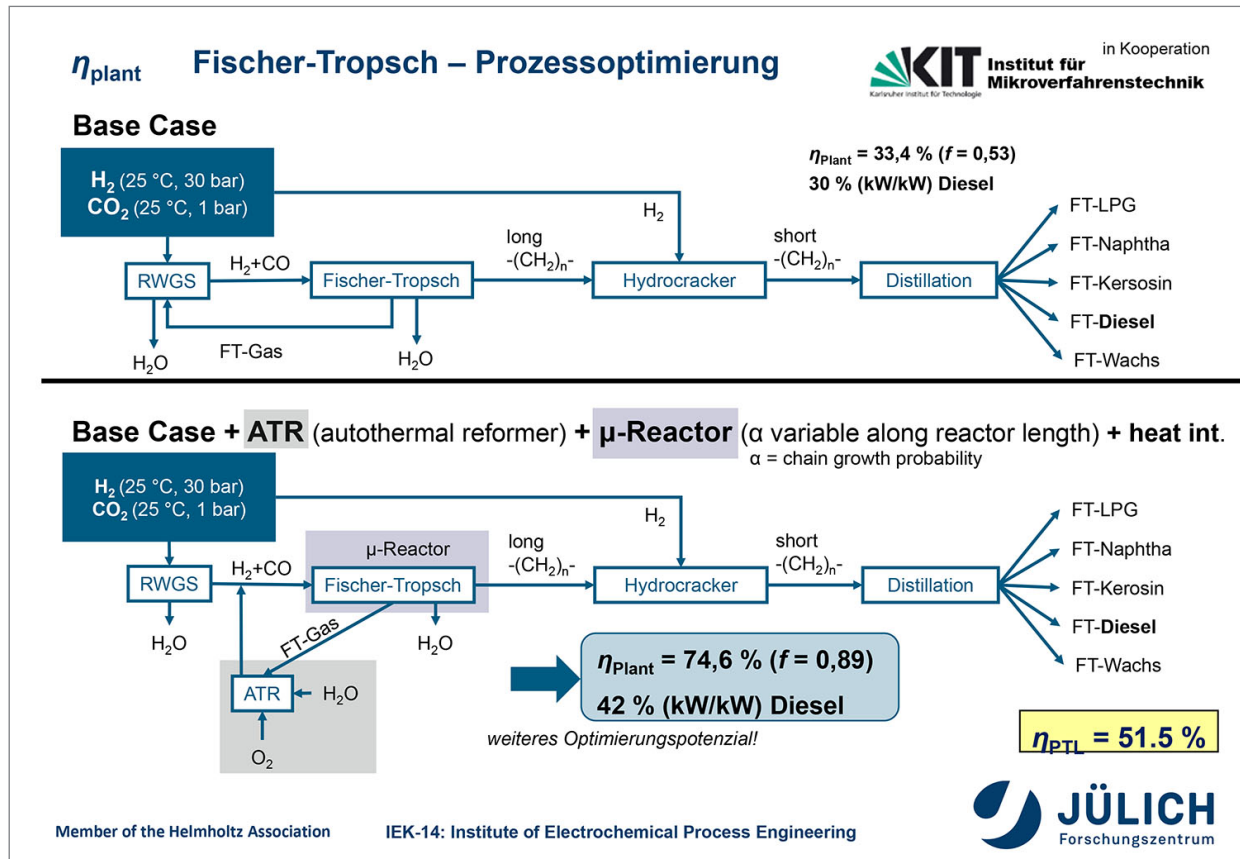 η_plant Fischer-Tropsch – Prozessoptimierung
KIT
Karlsruher Institut für Technologie
Institut für
Mikroverfahrenstechnik
in Kooperation
Base Case
H₂ (25 °C, 30 bar)
CO₂ (25 °C, 1 bar)
η_Plant = 33,4 % (f = 0,53)
30 % (kW/kW) Diesel
RWGS
H₂+CO
Fischer-Tropsch
long
-(CH₂)ₙ-
H₂
Hydrocracker
short
-(CH₂)ₙ-
Distillation
FT-LPG
FT-Naphtha
FT-Kersosin
FT-Diesel
FT-Wachs
H₂O
FT-Gas
H₂O
Base Case + ATR (autothermal reformer) + µ-Reactor (α variable along reactor length) + heat int.
α = chain growth probability
H₂ (25 °C, 30 bar)
CO₂ (25 °C, 1 bar)
RWGS
H₂+CO
µ-Reactor
Fischer-Tropsch
long
-(CH₂)ₙ-
H₂
Hydrocracker
short
-(CH₂)ₙ-
Distillation
FT-LPG
FT-Naphtha
FT-Kerosin
FT-Diesel
FT-Wachs
H₂O
FT-Gas
H₂O
ATR
H₂O
O₂
η_Plant = 74,6 % (f = 0,89)
42 % (kW/kW) Diesel
weiteres Optimierungspotenzial!
η_PTL = 51.5 %
Member of the Helmholtz Association
IEK-14: Institute of Electrochemical Process Engineering
JÜLICH
Forschungszentrum